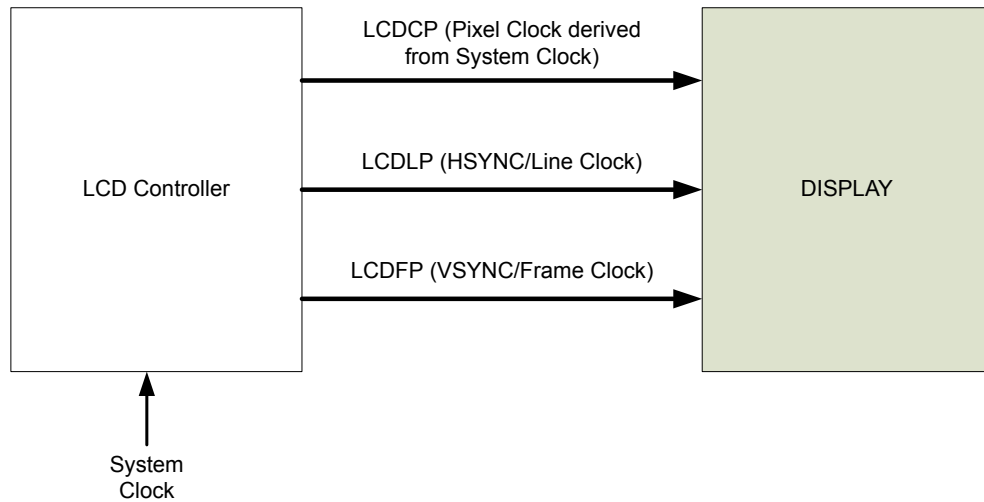 LCDCP (Pixel Clock derived
from System Clock)
LCDLP (HSYNC/Line Clock)
LCD Controller
DISPLAY
LCDFP (VSYNC/Frame Clock)
System
Clock